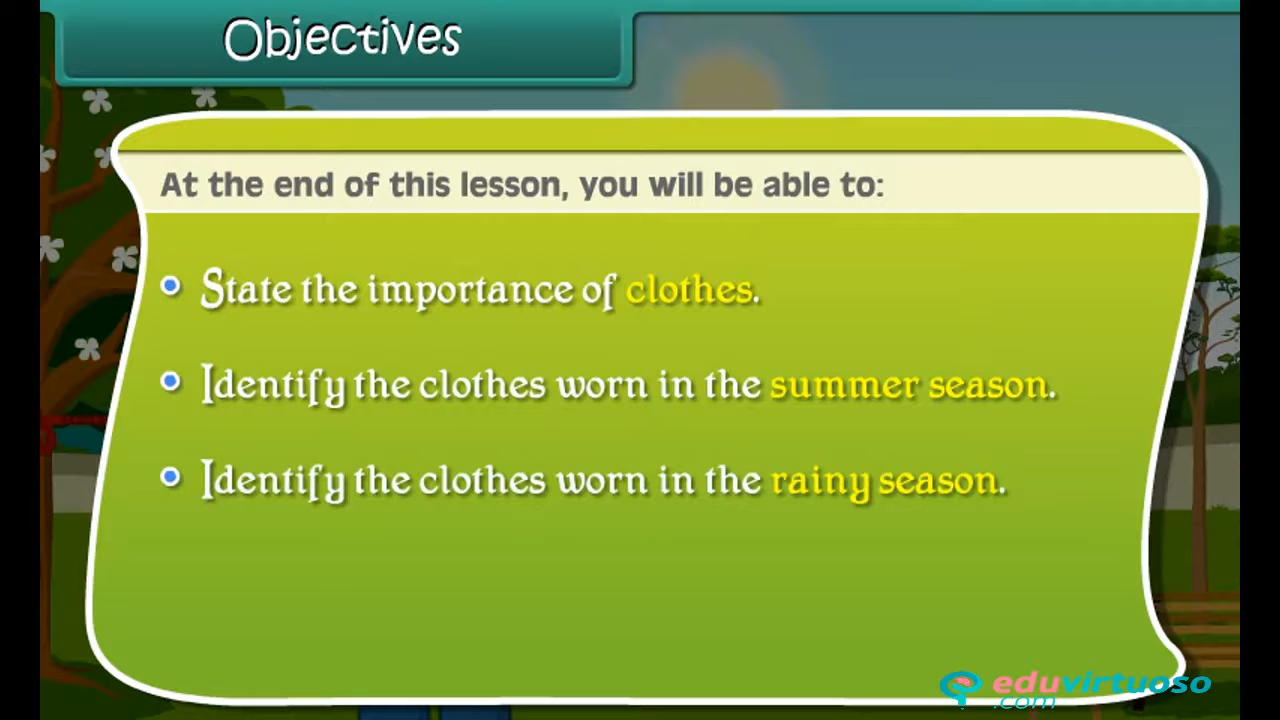 Objectives
At the end of this lesson, you will be able to:
State the importance of clothes.
Identify the clothes worn in the summer season.
Identify the clothes worn in the rainy season.
eduvirtuoso
.com